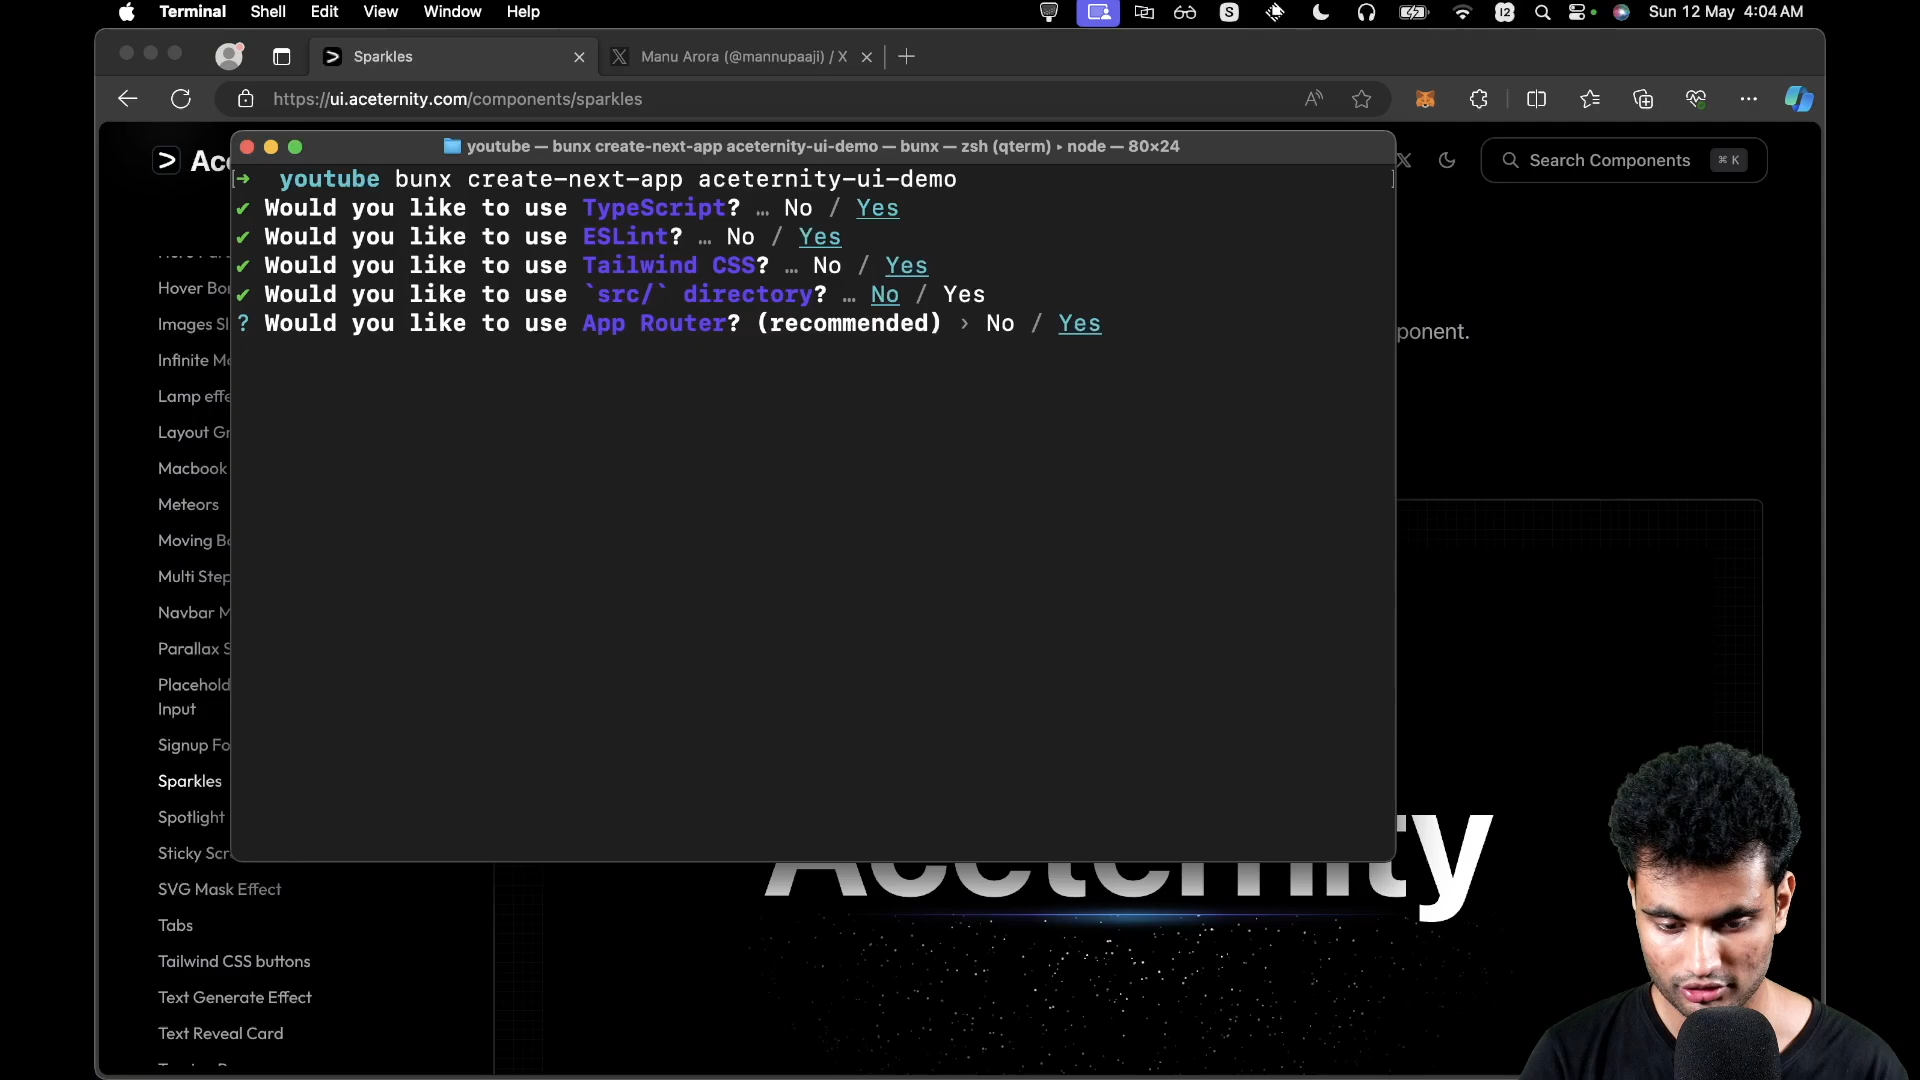 Terminal Shell Edit View Window Help
S
12
Sun 12 May 4:04 AM
Sparkles
Manu Arora (@mannupaaji) / X
https://ui.aceternity.com/components/sparkles
Ace
youtube — bunx create-next-app aceternity-ui-demo — bunx — zsh (qterm) ▸ node — 80×24
Search Components
⌘ K
[➜ youtube bunx create-next-app aceternity-ui-demo ]
✔ Would you like to use TypeScript? … No / Yes
✔ Would you like to use ESLint? … No / Yes
✔ Would you like to use Tailwind CSS? … No / Yes
✔ Would you like to use `src/` directory? … No / Yes
? Would you like to use App Router? (recommended) › No / Yes
ponent.
Hover Bor
Images Sl
Infinite Mo
Lamp effe
Layout Gr
Macbook
Meteors
Moving Bo
Multi Step
Navbar M
Parallax S
Placehold
Input
Signup Fo
Sparkles
Spotlight
Sticky Scr
SVG Mask Effect
Tabs
Tailwind CSS buttons
Text Generate Effect
Text Reveal Card
Aceternity